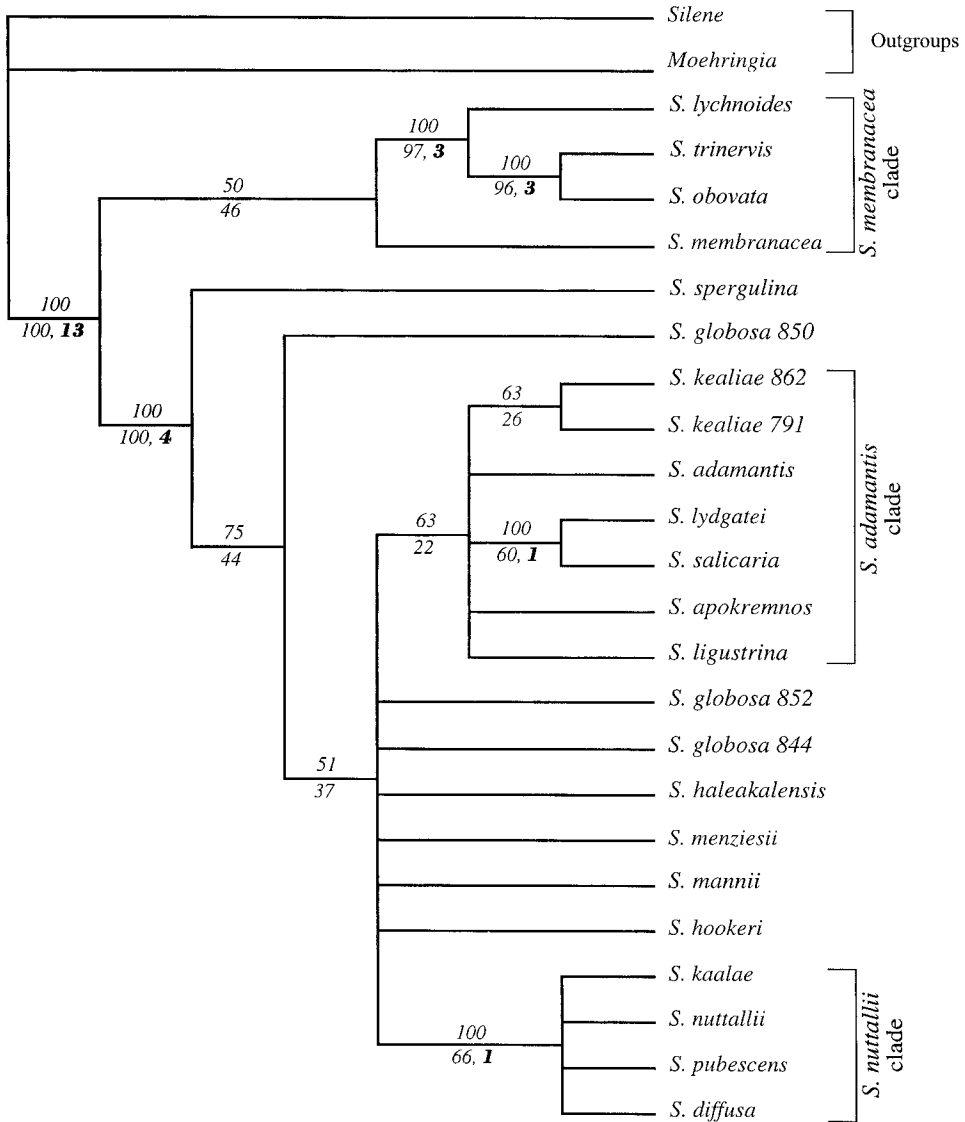 Silene
Outgroups
Moehringia
S. lychnoides
100
97, 3
S. trinervis
100
96, 3
S. obovata
50
46
S. membranacea
S. membranacea
clade
S. spergulina
100
100, 13
S. globosa 850
S. kealiae 862
63
26
100
100, 4
S. kealiae 791
S. adamantis
S. lydgatei
75
44
63
22
100
60, 1
S. salicaria
S. apokremnos
S. ligustrina
S. adamantis
clade
S. globosa 852
S. globosa 844
51
37
S. haleakalensis
S. menziesii
S. mannii
S. hookeri
S. kaalae
S. nuttallii
100
66, 1
S. pubescens
S. diffusa
S. nuttallii
clade